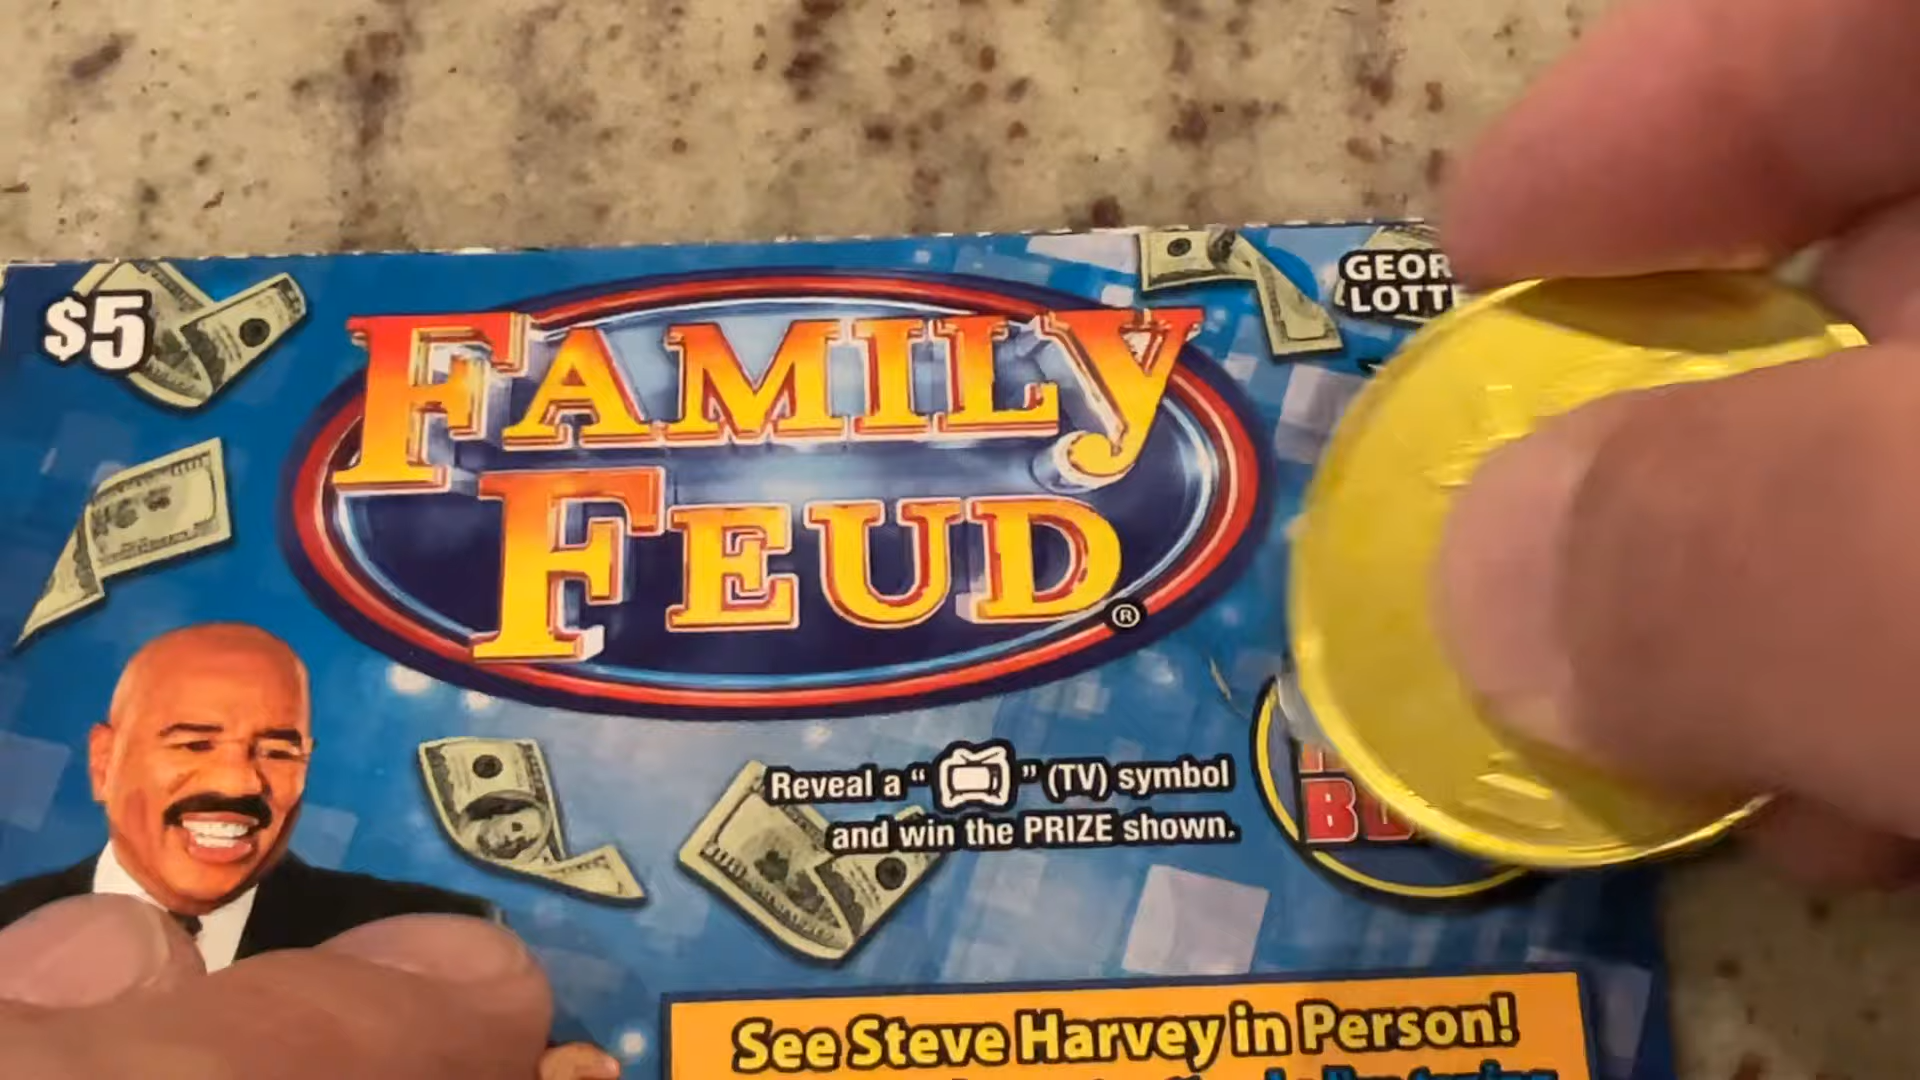 $5
FAMILY
FEUD®
Reveal a “ ” (TV) symbol
and win the PRIZE shown.
See Steve Harvey in Person!